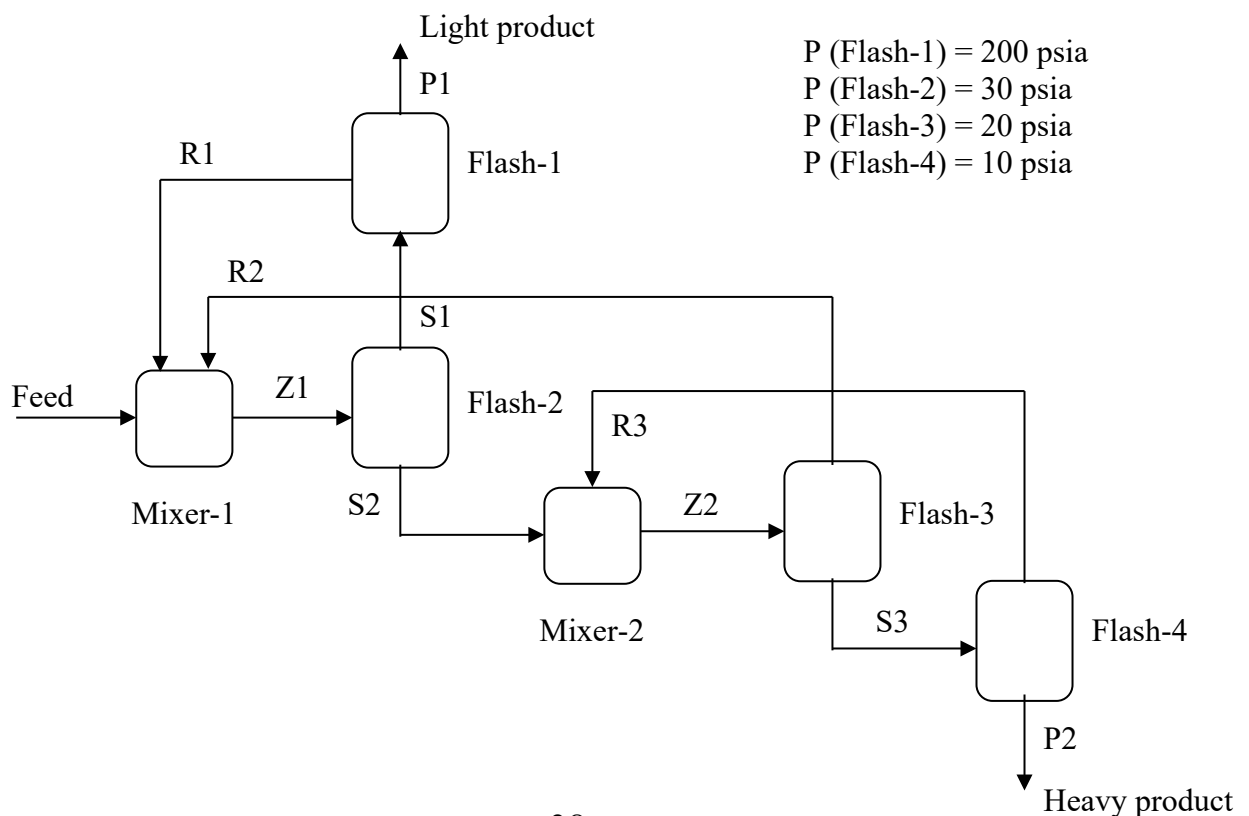 Light product
P1
P (Flash-1) = 200 psia
P (Flash-2) = 30 psia
P (Flash-3) = 20 psia
P (Flash-4) = 10 psia
R1
Flash-1
R2
S1
Feed
Z1
Flash-2
R3
S2
Mixer-1
Z2
Flash-3
Mixer-2
S3
Flash-4
P2
Heavy product